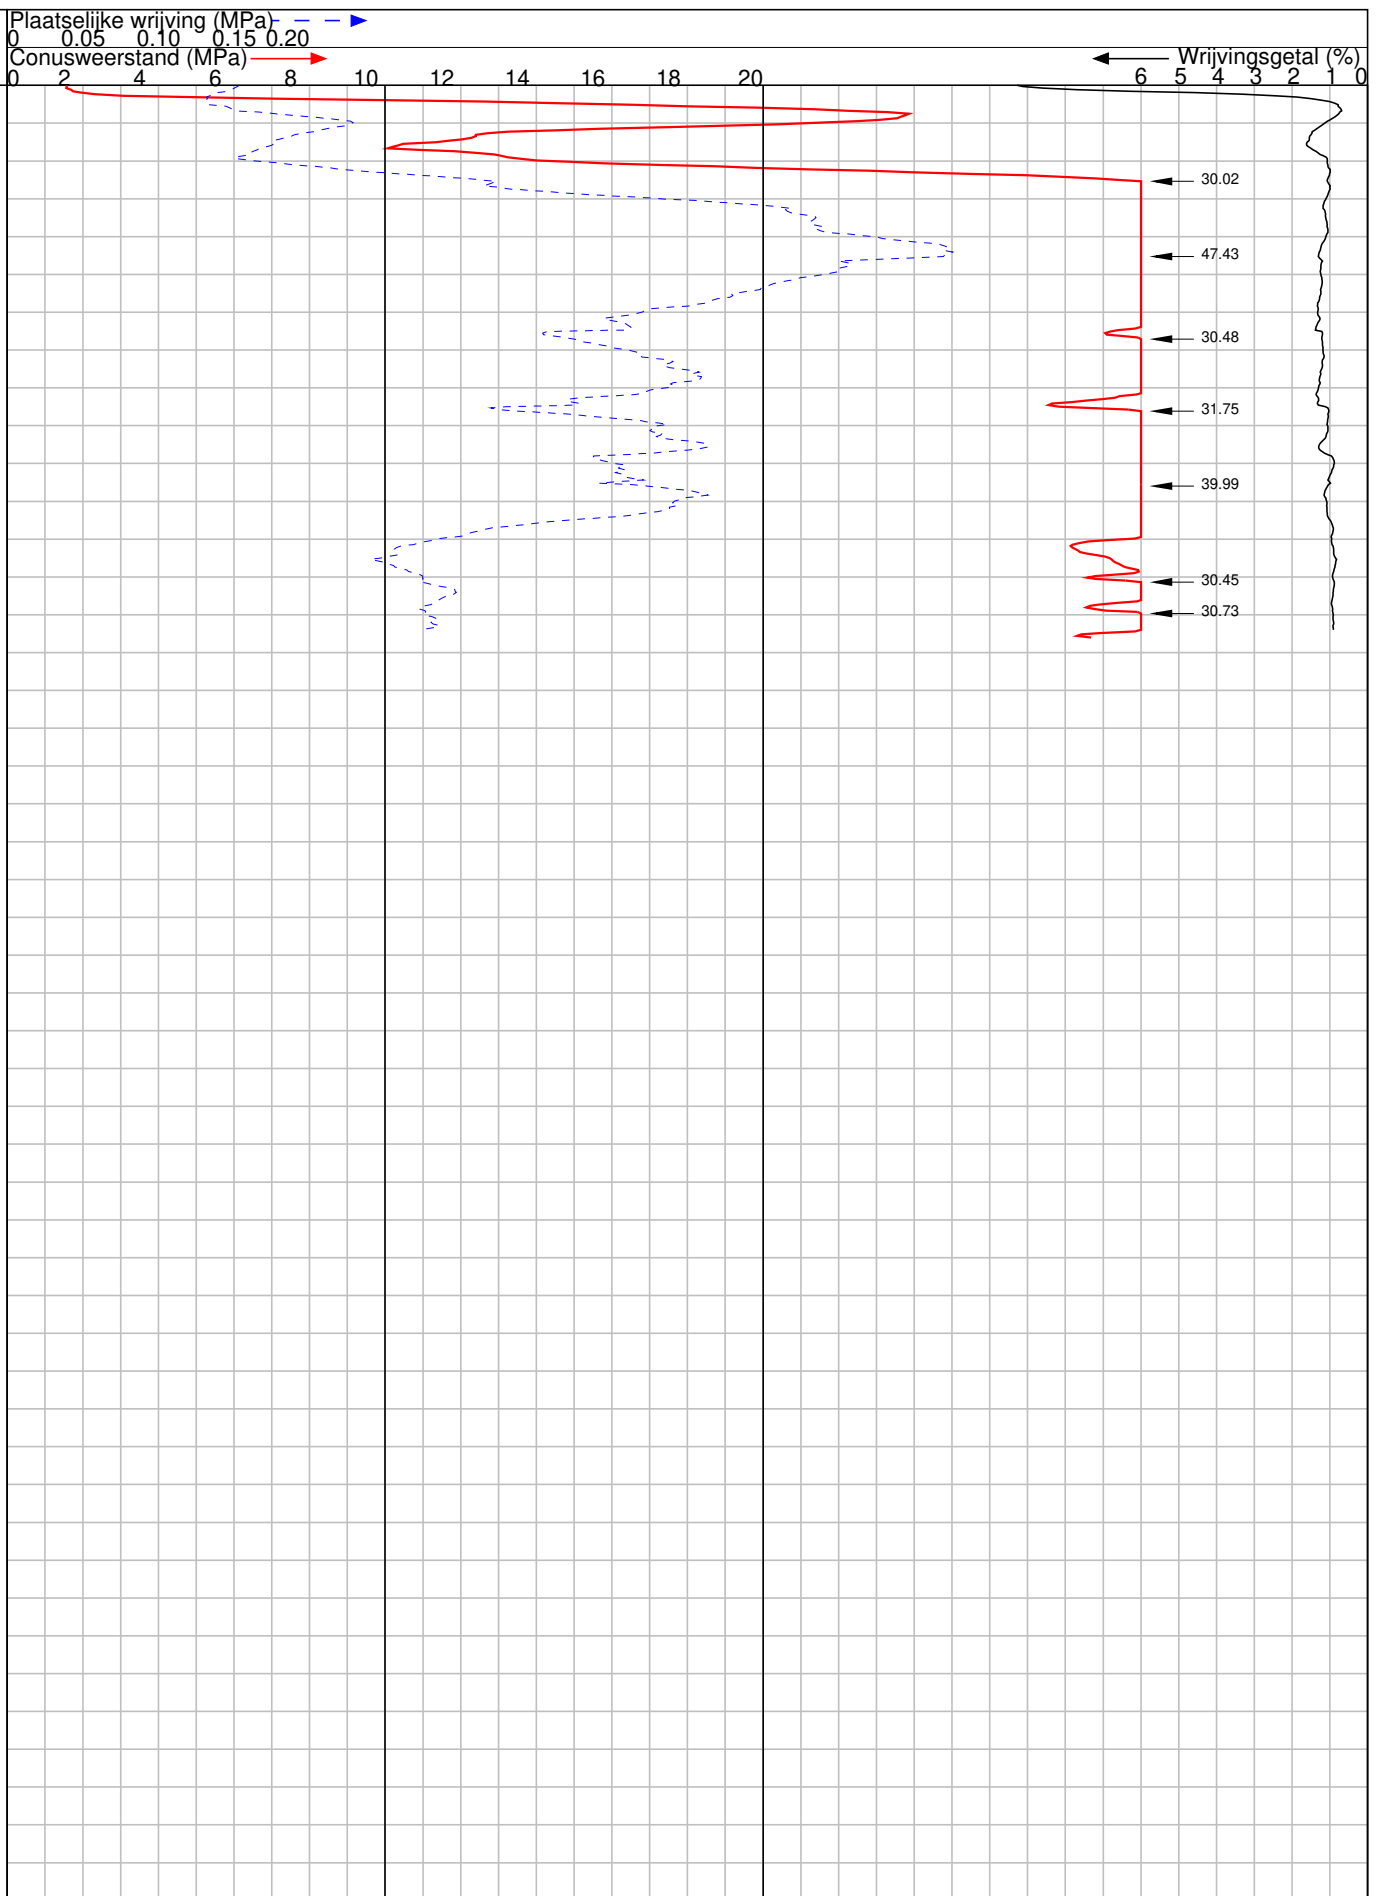 Plaatselijke wrijving (MPa)
0 0.05 0.10 0.15 0.20
Conusweerstand (MPa) Wrijvingsgetal (%)
0 2 4 6 8 10 12 14 16 18 20 6 5 4 3 2 1 0
30.02
47.43
30.48
31.75
39.99
30.45
30.73